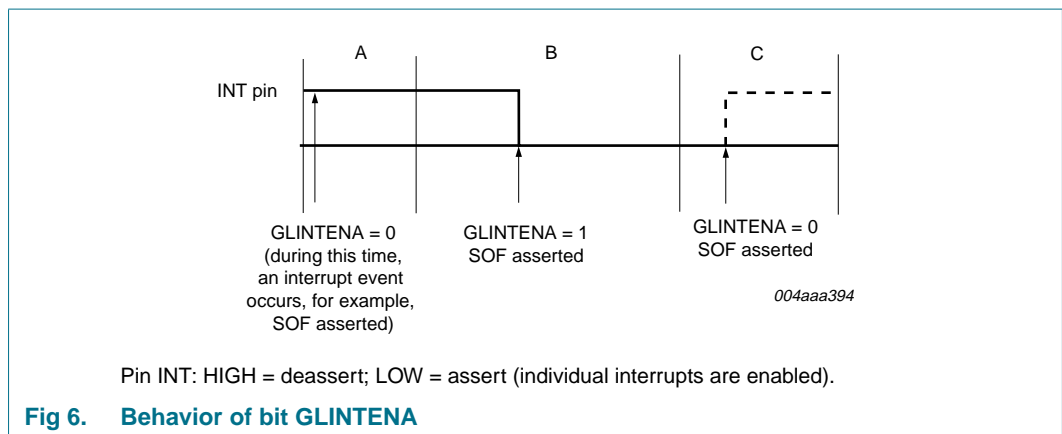 A
B
C
INT pin
GLINTENA = 0
(during this time,
an interrupt event
occurs, for example,
SOF asserted)
GLINTENA = 1
SOF asserted
GLINTENA = 0
SOF asserted
004aaa394
Pin INT: HIGH = deassert; LOW = assert (individual interrupts are enabled).
Fig 6. Behavior of bit GLINTENA